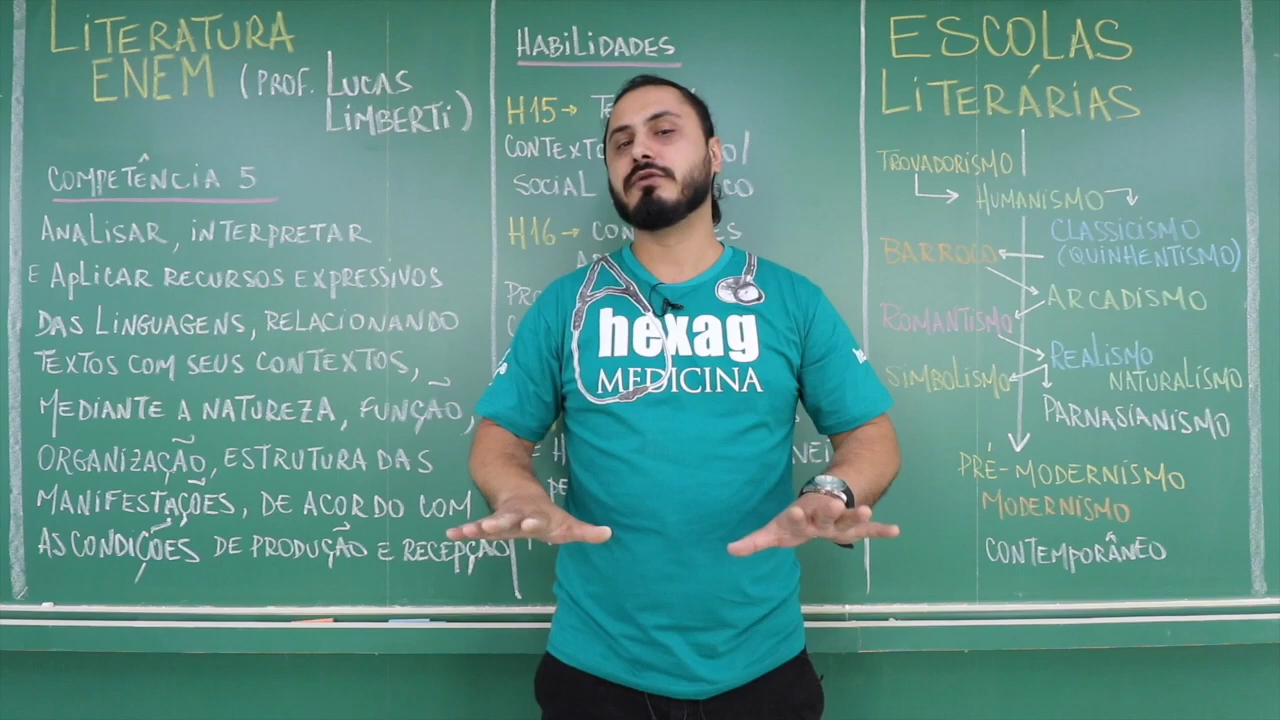 LITERATURA
ENEM (PROF. LUCAS
LIMBERTI)
COMPETÊNCIA 5
ANALISAR, INTERPRETAR
E APLICAR RECURSOS EXPRESSIVOS
DAS LINGUAGENS, RELACIONANDO
TEXTOS COM SEUS CONTEXTOS,
MEDIANTE A NATUREZA, FUNÇÃO,
ORGANIZAÇÃO, ESTRUTURA DAS
MANIFESTAÇÕES, DE ACORDO COM
AS CONDIÇÕES DE PRODUÇÃO E RECEPÇÃO
HABILIDADES
H15→
CONTEXTO
SOCIAL
H16→
hexag
MEDICINA
ESCOLAS
LITERÁRIAS
TROVADORISMO
HUMANISMO
CLASSICISMO
(QUINHENTISMO)
BARROCO
ARCADISMO
ROMANTISMO
REALISMO
NATURALISMO
SIMBOLISMO
PARNASIANISMO
PRÉ-MODERNISMO
MODERNISMO
CONTEMPORÂNEO